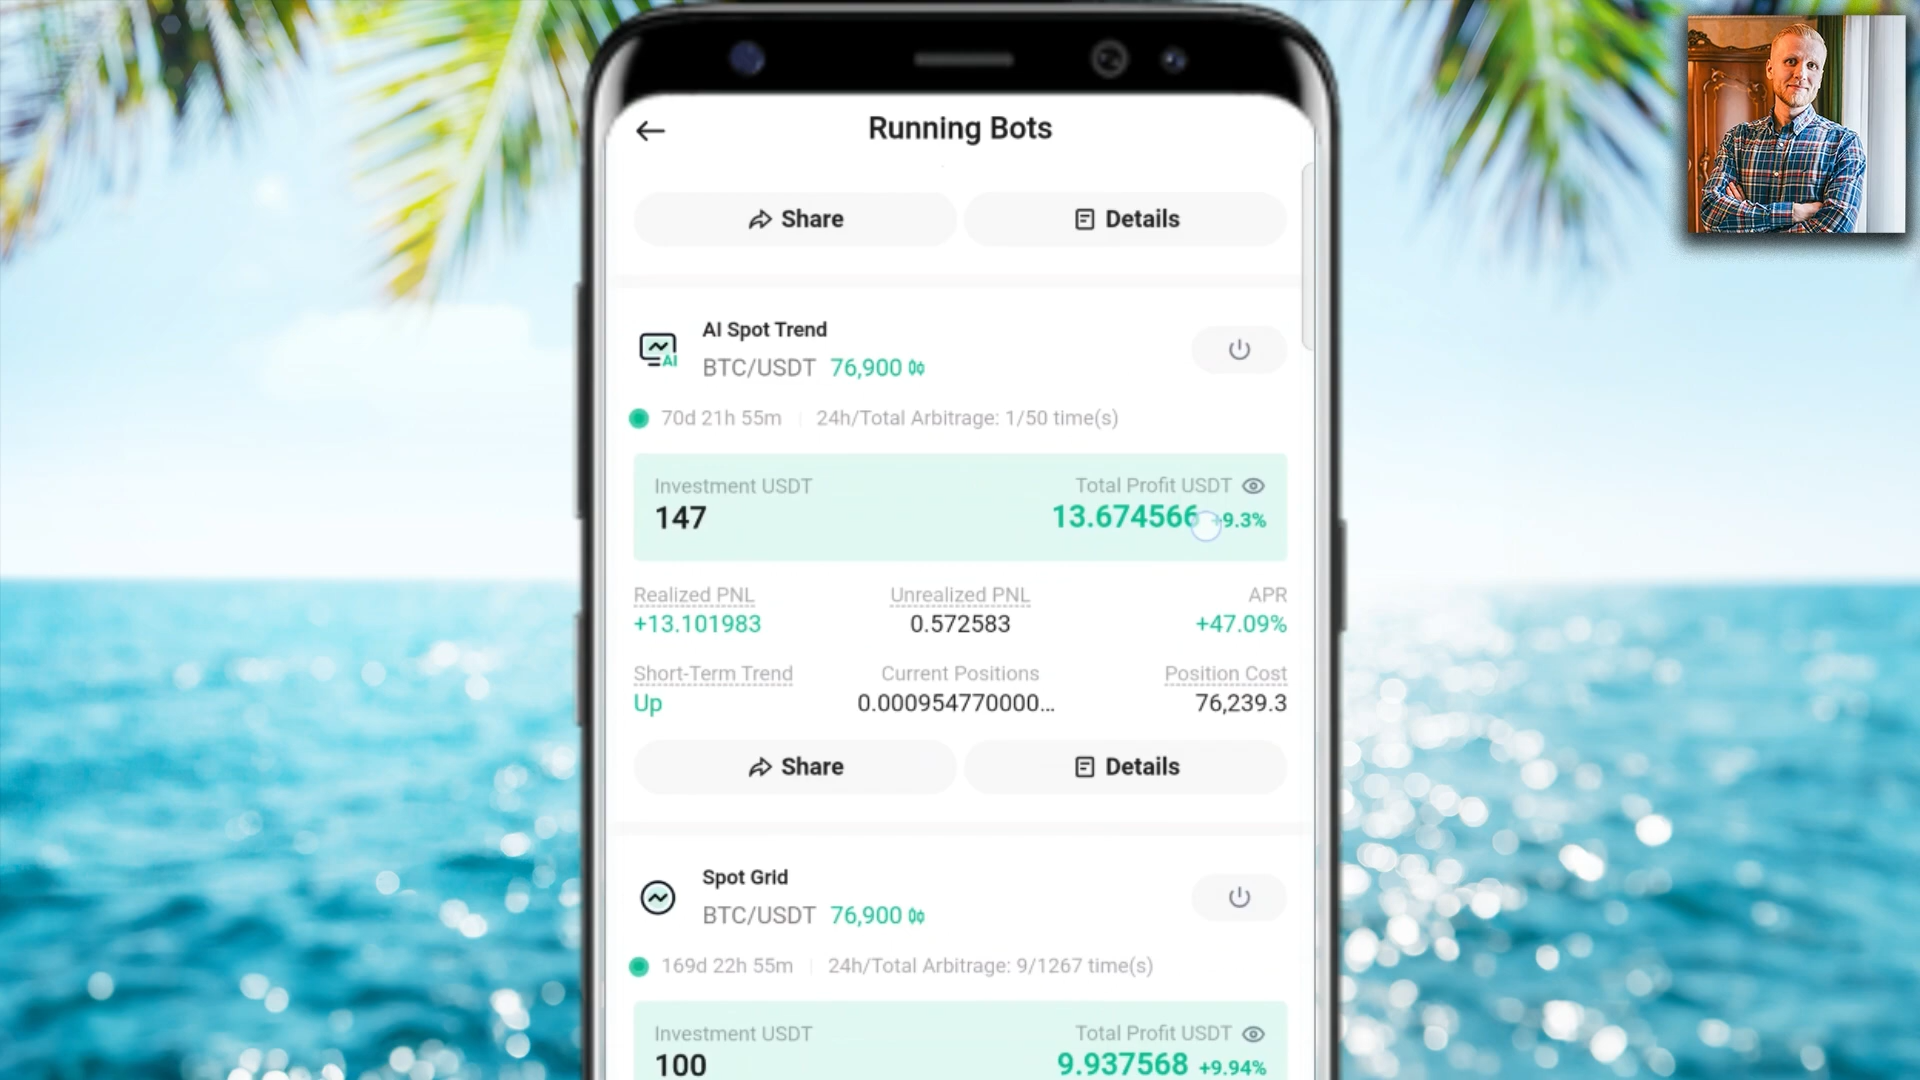 Running Bots
Share Details
AI Spot Trend
AI BTC/USDT 76,900
70d 21h 55m 24h/Total Arbitrage: 1/50 time(s)
Investment USDT Total Profit USDT
147 13.674566 +9.3%
Realized PNL Unrealized PNL APR
+13.101983 0.572583 +47.09%
Short-Term Trend Current Positions Position Cost
Up 0.000954770000... 76,239.3
Share Details
Spot Grid
BTC/USDT 76,900
169d 22h 55m 24h/Total Arbitrage: 9/1267 time(s)
Investment USDT Total Profit USDT
100 9.937568 +9.94%